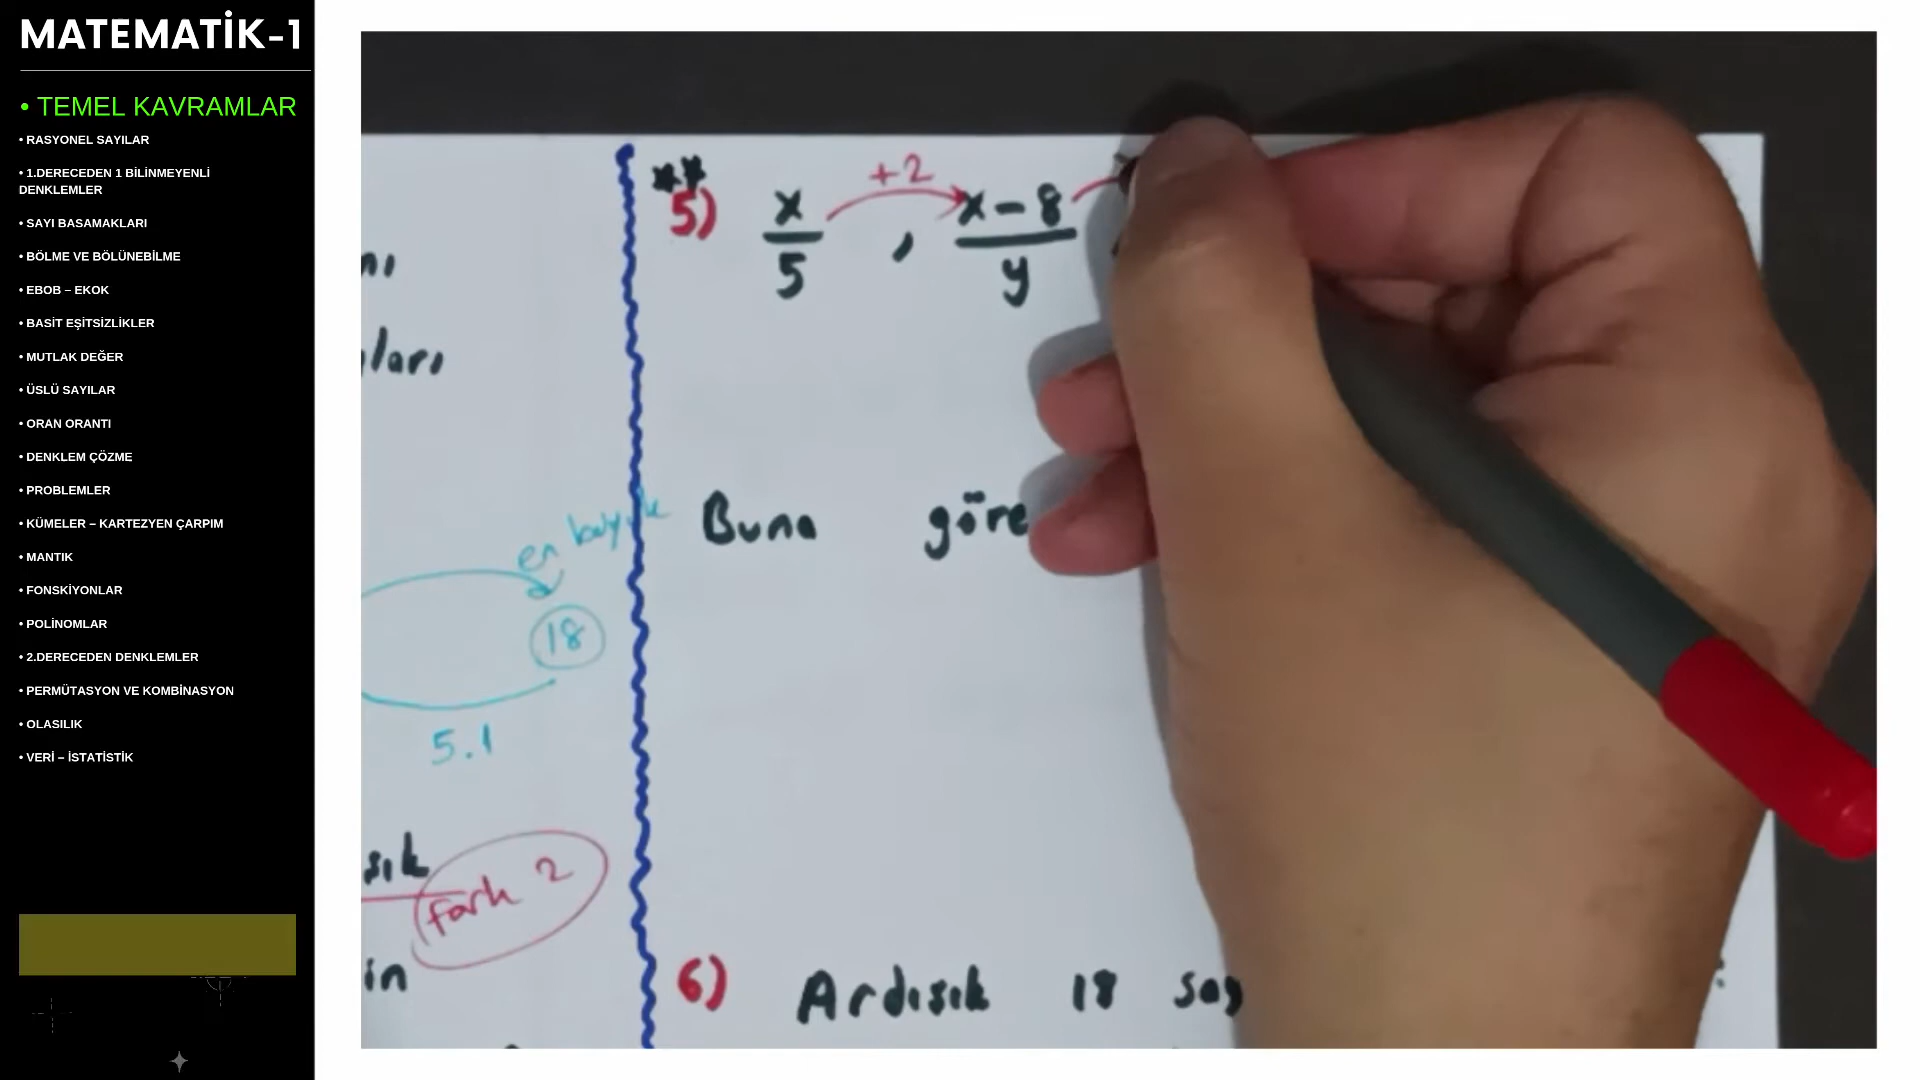 MATEMATİK-1
• TEMEL KAVRAMLAR
• RASYONEL SAYILAR
• 1.DERECEDEN 1 BİLİNMEYENLİ
DENKLEMLER
• SAYI BASAMAKLARI
• BÖLME VE BÖLÜNEBİLME
• EBOB – EKOK
• BASİT EŞİTSİZLİKLER
• MUTLAK DEĞER
• ÜSLÜ SAYILAR
• ORAN ORANTI
• DENKLEM ÇÖZME
• PROBLEMLER
• KÜMELER – KARTEZYEN ÇARPIM
• MANTIK
• FONSKİYONLAR
• POLİNOMLAR
• 2.DERECEDEN DENKLEMLER
• PERMÜTASYON VE KOMBİNASYON
• OLASILIK
• VERİ – İSTATİSTİK
ları
en büyük
18
5.1
sık
fark 2
in
**
5) x/5 , x-8/y
+2
Buna göre
6) Ardışık 18 say